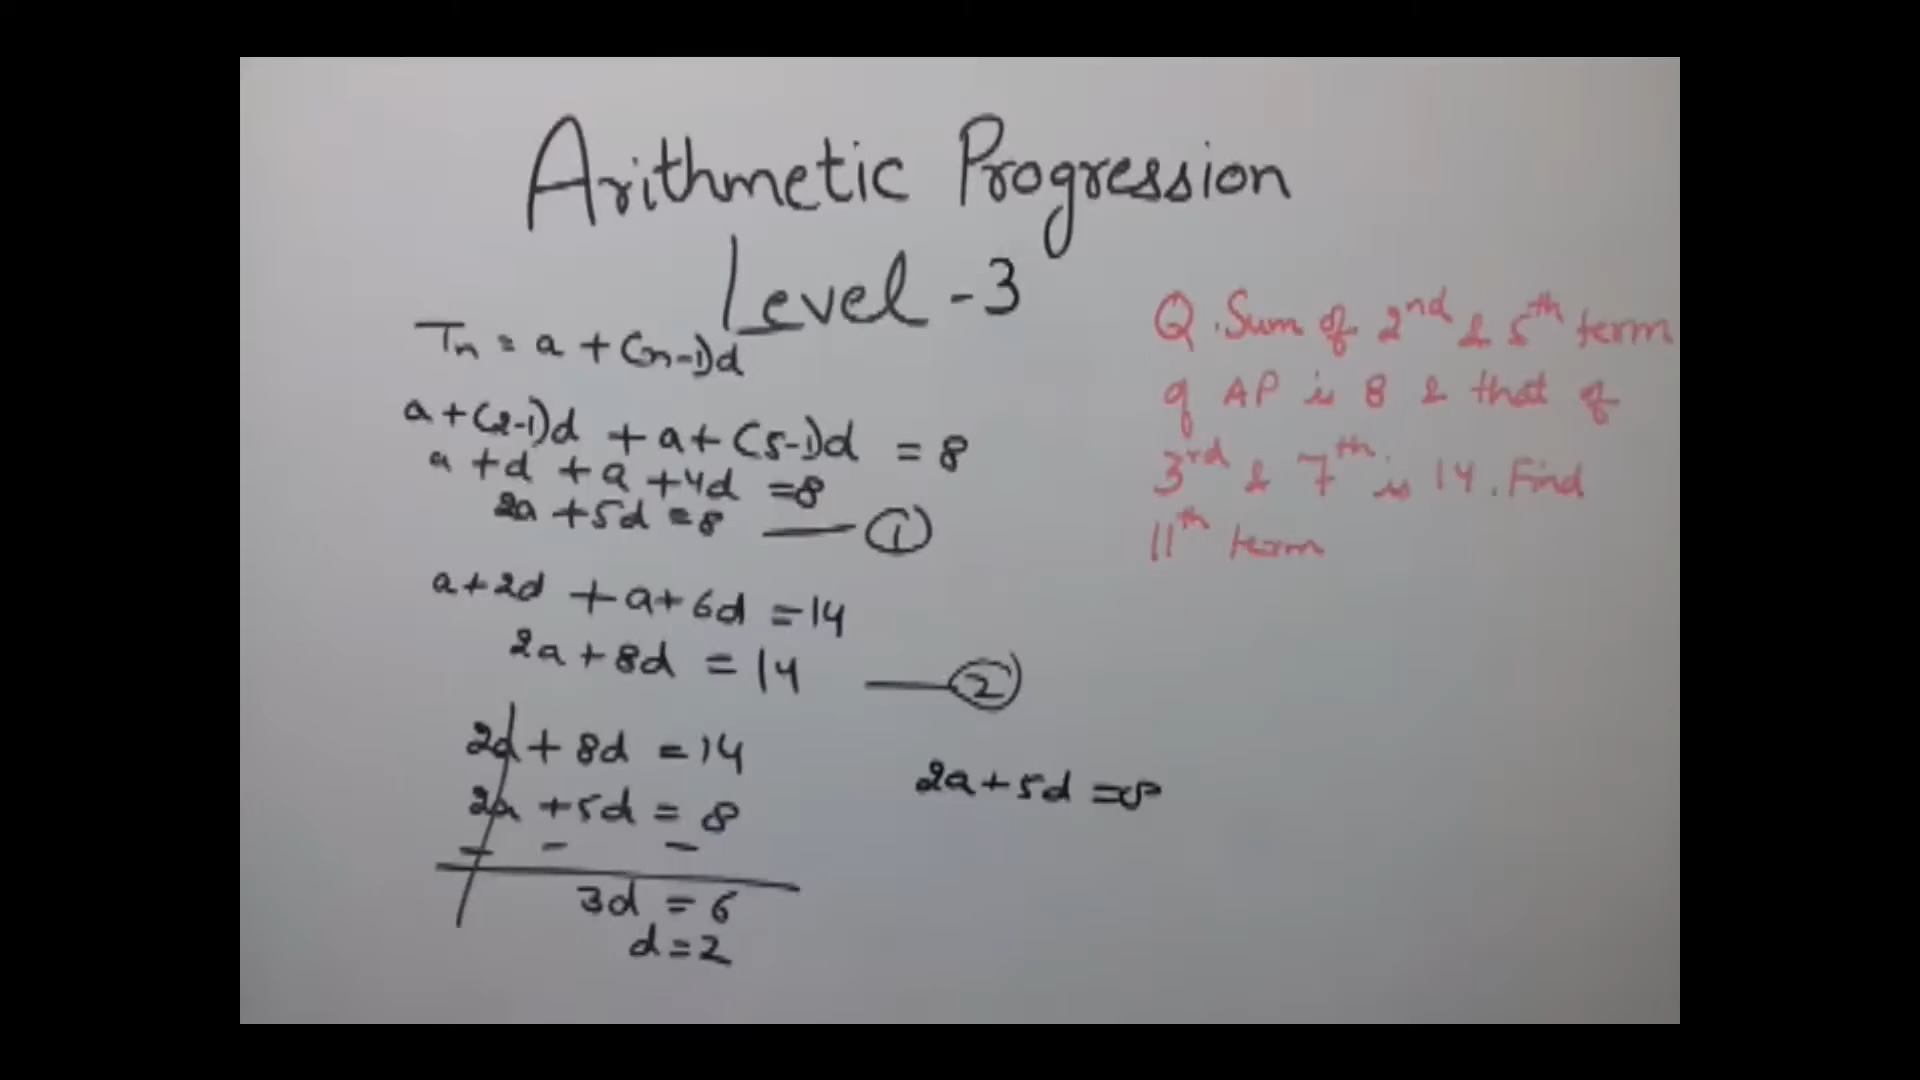 Arithmetic Progression
Level -3
Tn = a + (n-1)d
a + (2-1)d + a + (5-1)d = 8
a + d + a + 4d = 8
2a + 5d = 8 — 1
a + 2d + a + 6d = 14
2a + 8d = 14 — 2
2a + 8d = 14
2a + 5d = 8
- - -
3d = 6
d = 2
2a + 5d = 8
Q. Sum of 2nd & 5th term
of AP is 8 & that of
3rd & 7th is 14. Find
11th term